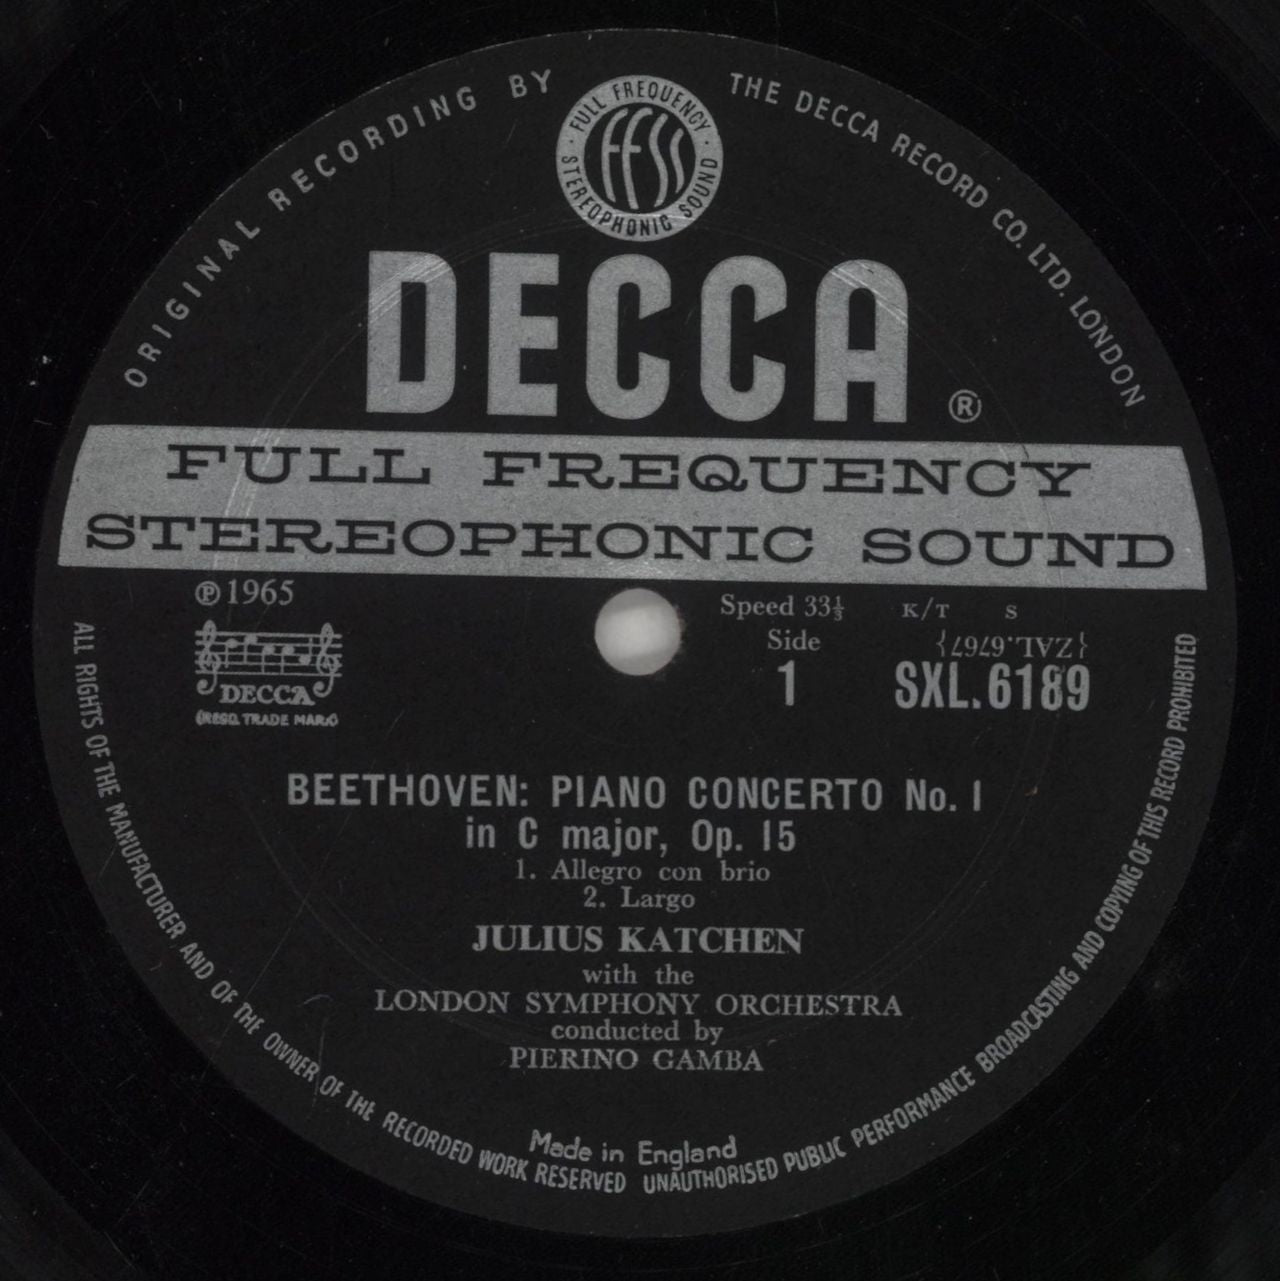 ORIGINAL RECORDING BY THE DECCA RECORD CO. LTD. LONDON
· FULL FREQUENCY · STEREOPHONIC SOUND
FFSS
DECCA ®
FULL FREQUENCY
STEREOPHONIC SOUND
℗ 1965
DECCA
(REGD. TRADE MARK)
Speed 33⅓ K/T S
Side {ZAL.6767}
1 SXL.6189
BEETHOVEN: PIANO CONCERTO No. 1
in C major, Op. 15
1. Allegro con brio
2. Largo
JULIUS KATCHEN
with the
LONDON SYMPHONY ORCHESTRA
conducted by
PIERINO GAMBA
Made in England
ALL RIGHTS OF THE MANUFACTURER AND OF THE OWNER OF THE RECORDED WORK RESERVED UNAUTHORISED PUBLIC PERFORMANCE BROADCASTING AND COPYING OF THIS RECORD PROHIBITED